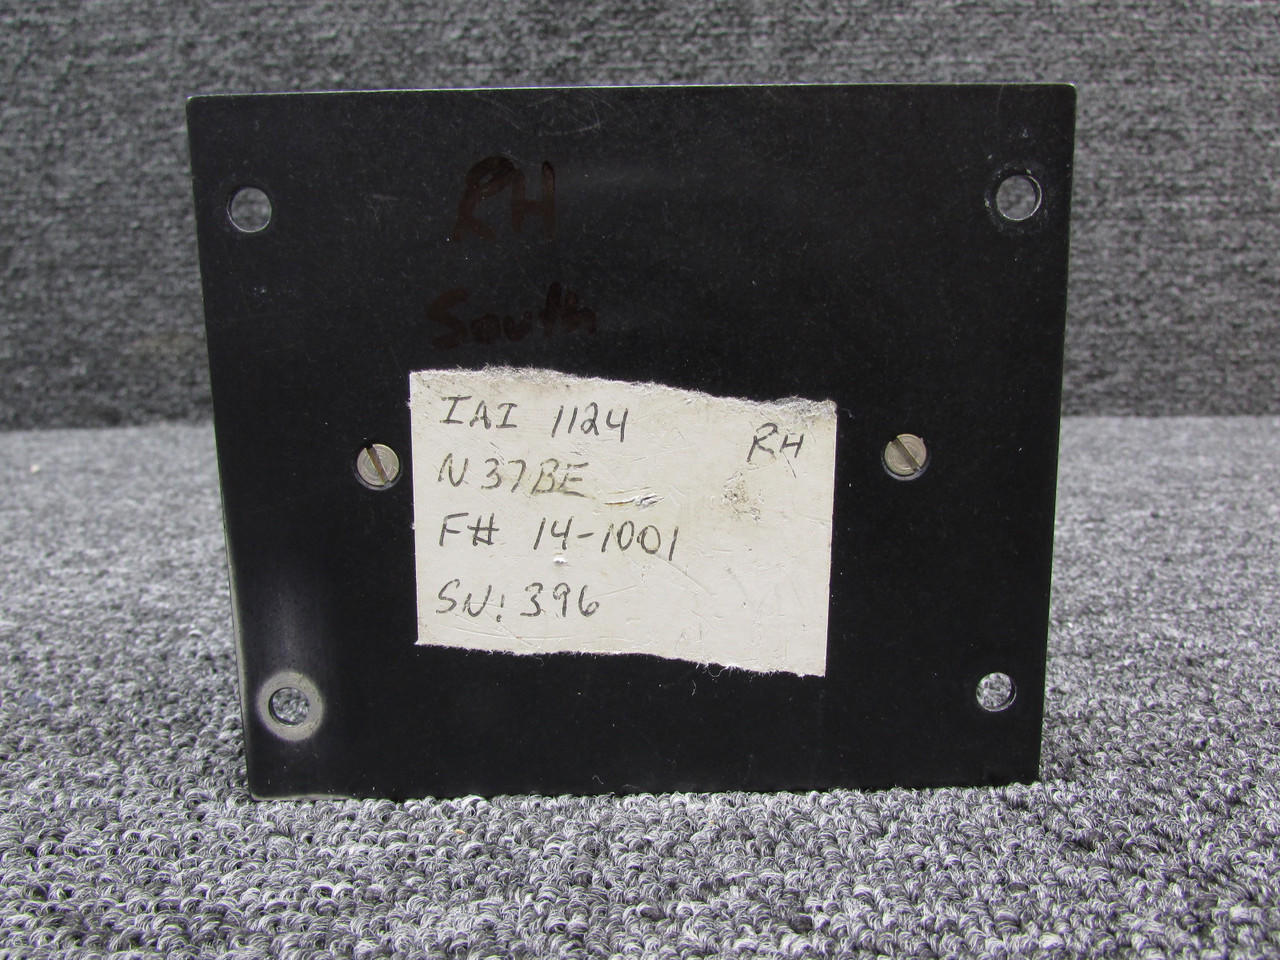 RH
South
IAI 1124 RH
N37BE
F# 14-1001
SN: 396